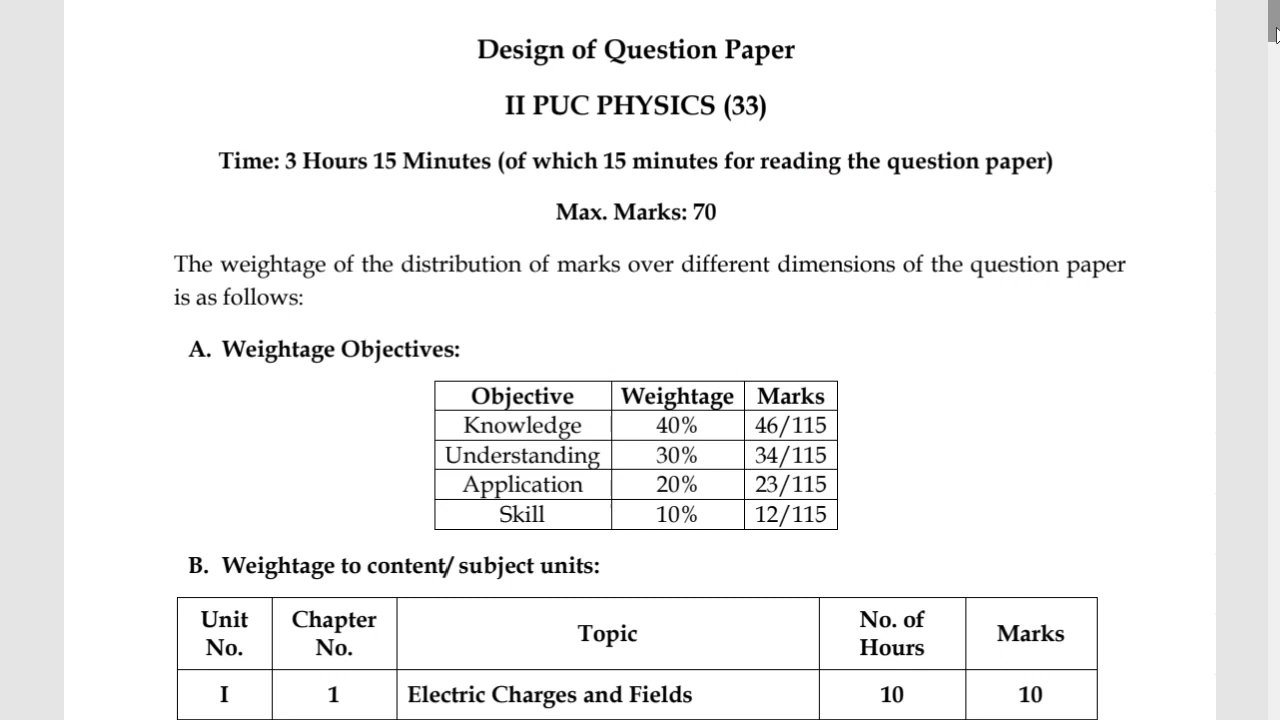 Design of Question Paper
II PUC PHYSICS (33)
Time: 3 Hours 15 Minutes (of which 15 minutes for reading the question paper)
Max. Marks: 70
The weightage of the distribution of marks over different dimensions of the question paper
is as follows:
A. Weightage Objectives:
Objective Weightage Marks
Knowledge 40% 46/115
Understanding 30% 34/115
Application 20% 23/115
Skill 10% 12/115
B. Weightage to content/ subject units:
Unit No. Chapter No. Topic No. of Hours Marks
I 1 Electric Charges and Fields 10 10